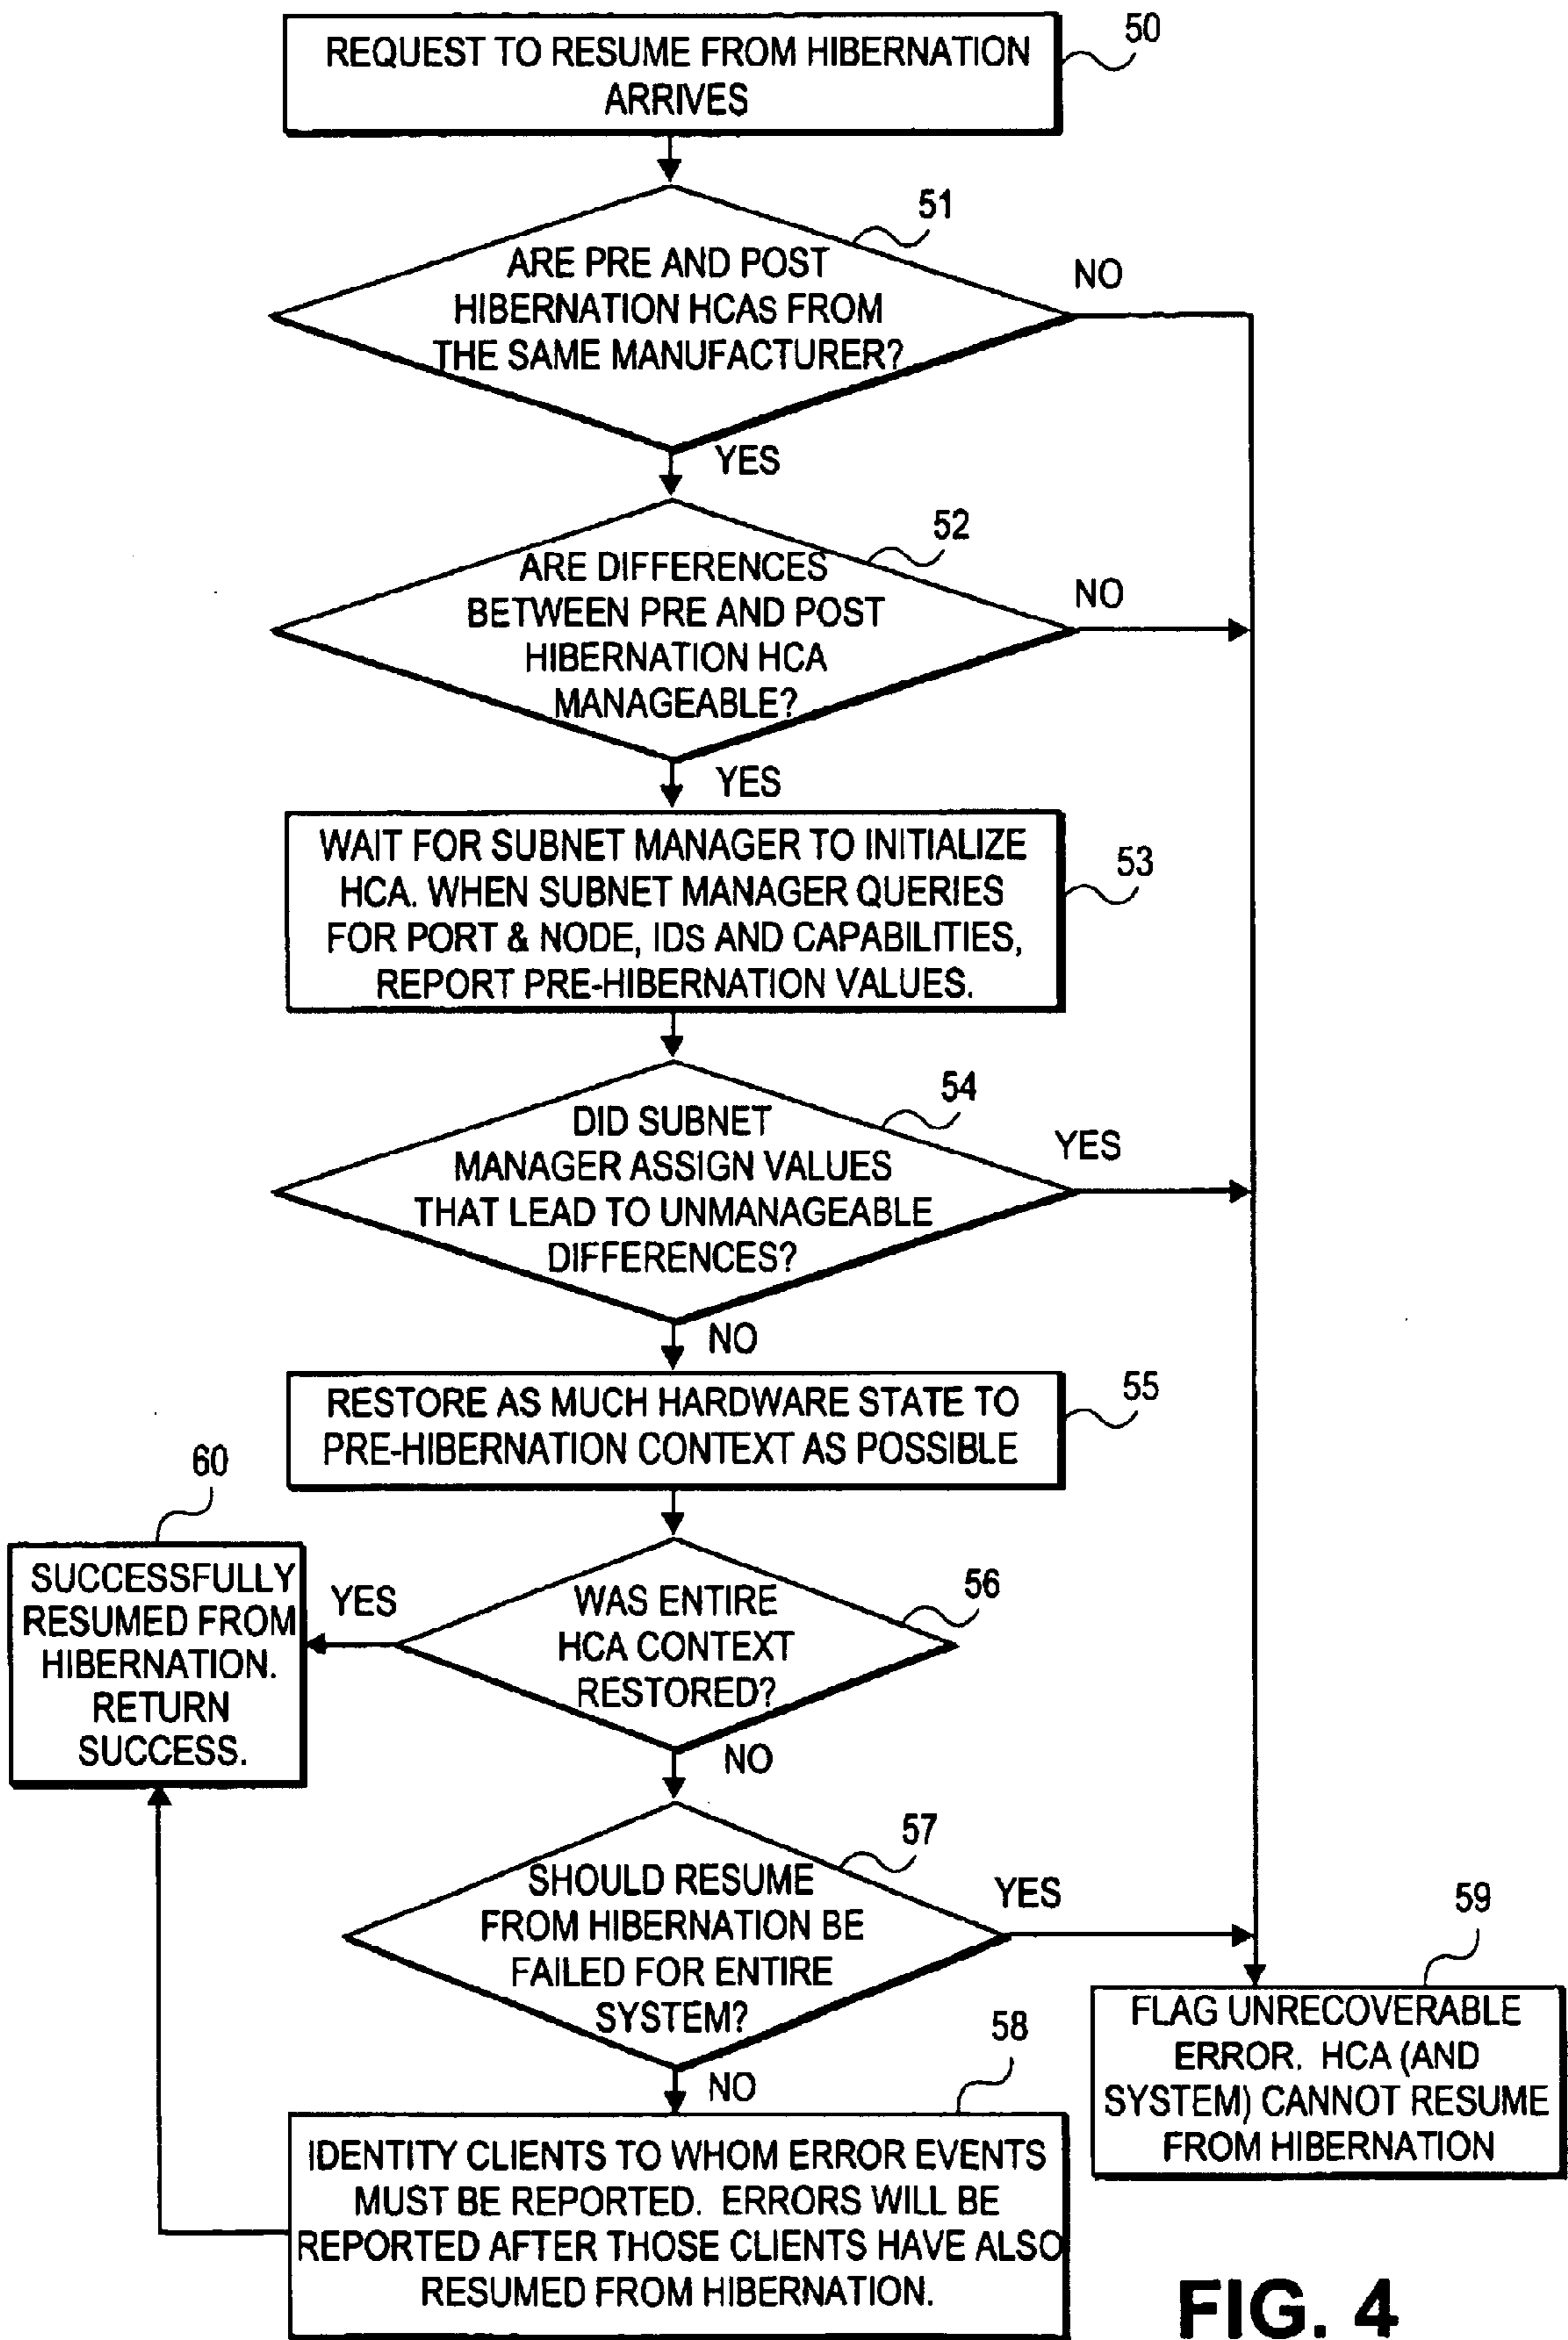 50
REQUEST TO RESUME FROM HIBERNATION
ARRIVES
51
ARE PRE AND POST
HIBERNATION HCAs FROM
THE SAME MANUFACTURER?
NO
YES
52
ARE DIFFERENCES
BETWEEN PRE AND POST
HIBERNATION HCA
MANAGEABLE?
NO
YES
53
WAIT FOR SUBNET MANAGER TO INITIALIZE
HCA. WHEN SUBNET MANAGER QUERIES
FOR PORT & NODE, IDS AND CAPABILITIES,
REPORT PRE-HIBERNATION VALUES.
54
DID SUBNET
MANAGER ASSIGN VALUES
THAT LEAD TO UNMANAGEABLE
DIFFERENCES?
YES
NO
55
RESTORE AS MUCH HARDWARE STATE TO
PRE-HIBERNATION CONTEXT AS POSSIBLE
60
SUCCESSFULLY
RESUMED FROM
HIBERNATION.
RETURN
SUCCESS.
YES
56
WAS ENTIRE
HCA CONTEXT
RESTORED?
NO
57
SHOULD RESUME
FROM HIBERNATION BE
FAILED FOR ENTIRE
SYSTEM?
YES
NO
59
FLAG UNRECOVERABLE
ERROR. HCA (AND
SYSTEM) CANNOT RESUME
FROM HIBERNATION
58
IDENTITY CLIENTS TO WHOM ERROR EVENTS
MUST BE REPORTED. ERRORS WILL BE
REPORTED AFTER THOSE CLIENTS HAVE ALSO
RESUMED FROM HIBERNATION.
FIG. 4